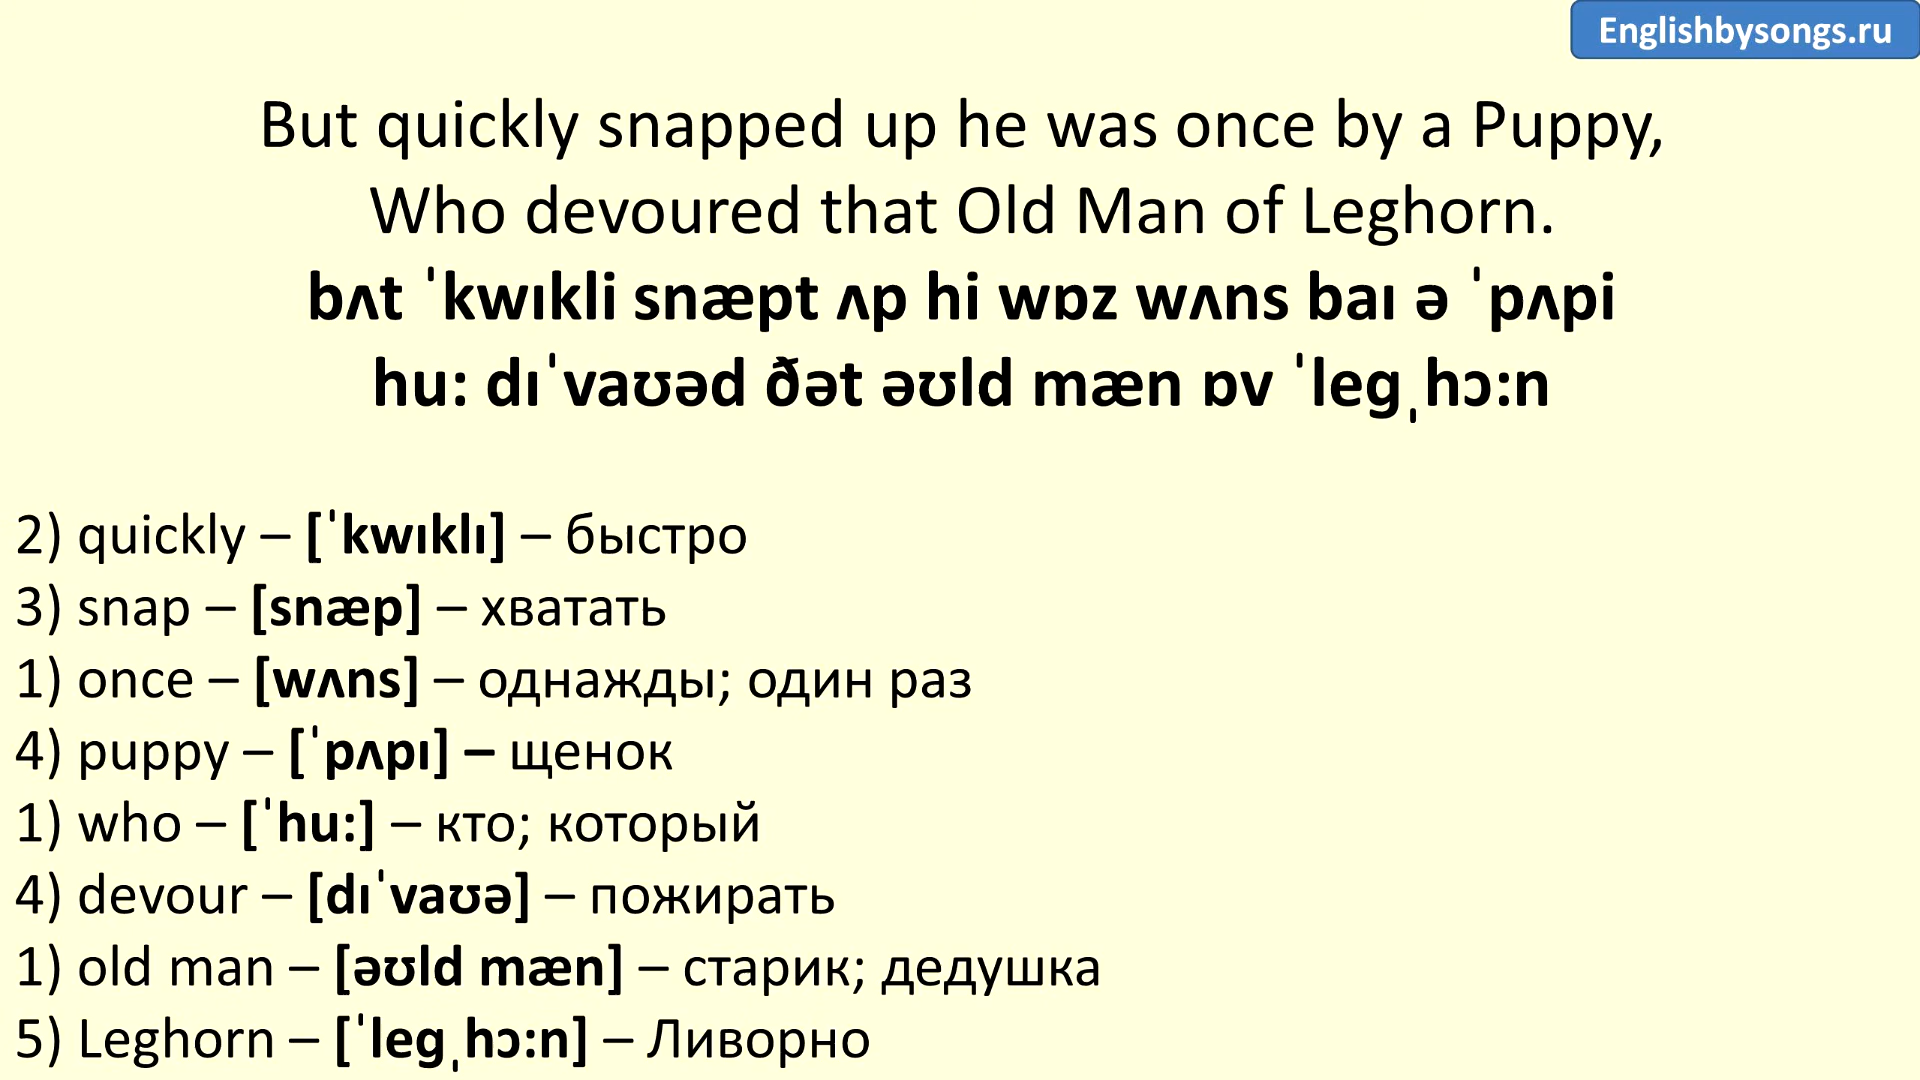 Englishbysongs.ru
But quickly snapped up he was once by a Puppy,
Who devoured that Old Man of Leghorn.
bʌt ˈkwɪkli snæpt ʌp hi wɒz wʌns baɪ ə ˈpʌpi
hu: dɪˈvaʊəd ðət əʊld mæn ɒv ˈlegˌhɔ:n
2) quickly – [ˈkwɪklɪ] – быстро
3) snap – [snæp] – хватать
1) once – [wʌns] – однажды; один раз
4) puppy – [ˈpʌpɪ] – щенок
1) who – [ˈhu:] – кто; который
4) devour – [dɪˈvaʊə] – пожирать
1) old man – [əʊld mæn] – старик; дедушка
5) Leghorn – [ˈlegˌhɔ:n] – Ливорно